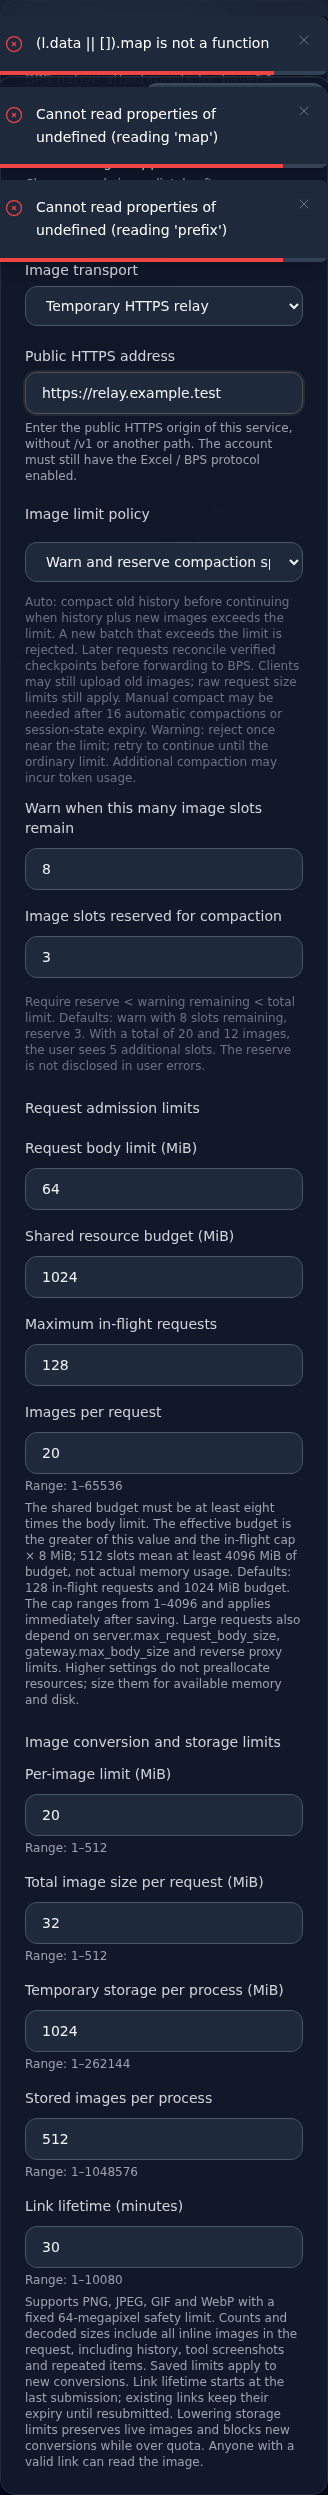 (l.data || []).map is not a function
Cannot read properties of
undefined (reading 'map')
Cannot read properties of
undefined (reading 'prefix')
Image transport
Temporary HTTPS relay
Public HTTPS address
https://relay.example.test
Enter the public HTTPS origin of this service,
without /v1 or another path. The account
must still have the Excel / BPS protocol
enabled.
Image limit policy
Warn and reserve compaction
Auto: compact old history before continuing
when history plus new images exceeds the
limit. A new batch that exceeds the limit is
rejected. Later requests reconcile verified
checkpoints before forwarding to BPS. Clients
may still upload old images; raw request size
limits still apply. Manual compact may be
needed after 16 automatic compactions or
session-state expiry. Warning: reject once
near the limit; retry to continue until the
ordinary limit. Additional compaction may
incur token usage.
Warn when this many image slots
remain
8
Image slots reserved for compaction
3
Require reserve < warning remaining < total
limit. Defaults: warn with 8 slots remaining,
reserve 3. With a total of 20 and 12 images,
the user sees 5 additional slots. The reserve
is not disclosed in user errors.
Request admission limits
Request body limit (MiB)
64
Shared resource budget (MiB)
1024
Maximum in-flight requests
128
Images per request
20
Range: 1–65536
The shared budget must be at least eight
times the body limit. The effective budget is
the greater of this value and the in-flight cap
× 8 MiB; 512 slots mean at least 4096 MiB of
budget, not actual memory usage. Defaults:
128 in-flight requests and 1024 MiB budget.
The cap ranges from 1–4096 and applies
immediately after saving. Large requests also
depend on server.max_request_body_size,
gateway.max_body_size and reverse proxy
limits. Higher settings do not preallocate
resources; size them for available memory
and disk.
Image conversion and storage limits
Per-image limit (MiB)
20
Range: 1–512
Total image size per request (MiB)
32
Range: 1–512
Temporary storage per process (MiB)
1024
Range: 1–262144
Stored images per process
512
Range: 1–1048576
Link lifetime (minutes)
30
Range: 1–10080
Supports PNG, JPEG, GIF and WebP with a
fixed 64-megapixel safety limit. Counts and
decoded sizes include all inline images in the
request, including history, tool screenshots
and repeated items. Saved limits apply to
new conversions. Link lifetime starts at the
last submission; existing links keep their
expiry until resubmitted. Lowering storage
limits preserves live images and blocks new
conversions while over quota. Anyone with a
valid link can read the image.